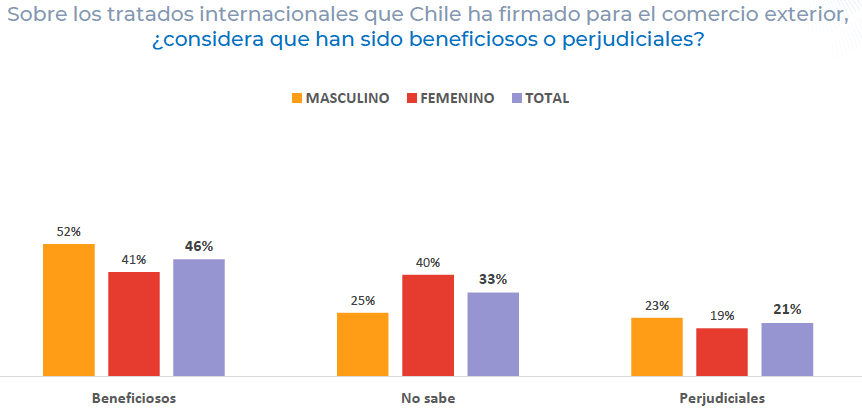 Sobre los tratados internacionales que Chile ha firmado para el comercio exterior,
¿considera que han sido beneficiosos o perjudiciales?
MASCULINO FEMENINO TOTAL
52% 41% 46%
25% 40% 33%
23% 19% 21%
Beneficiosos No sabe Perjudiciales